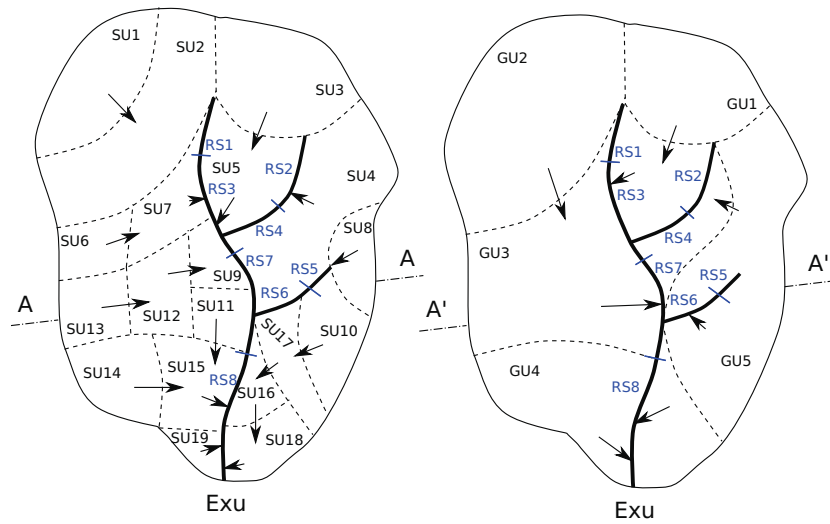 SU1
SU2
SU3
RS1
SU5
RS2
RS3
SU4
SU7
SU6
RS4
SU8
RS7
SU9
RS5
A
A
RS6
SU11
SU12
SU13
SU17
SU10
SU15
SU14
RS8
SU16
SU19
SU18
Exu
GU2
GU1
RS1
RS2
RS3
RS4
GU3
RS7
RS5
A'
A'
RS6
GU4
GU5
RS8
Exu